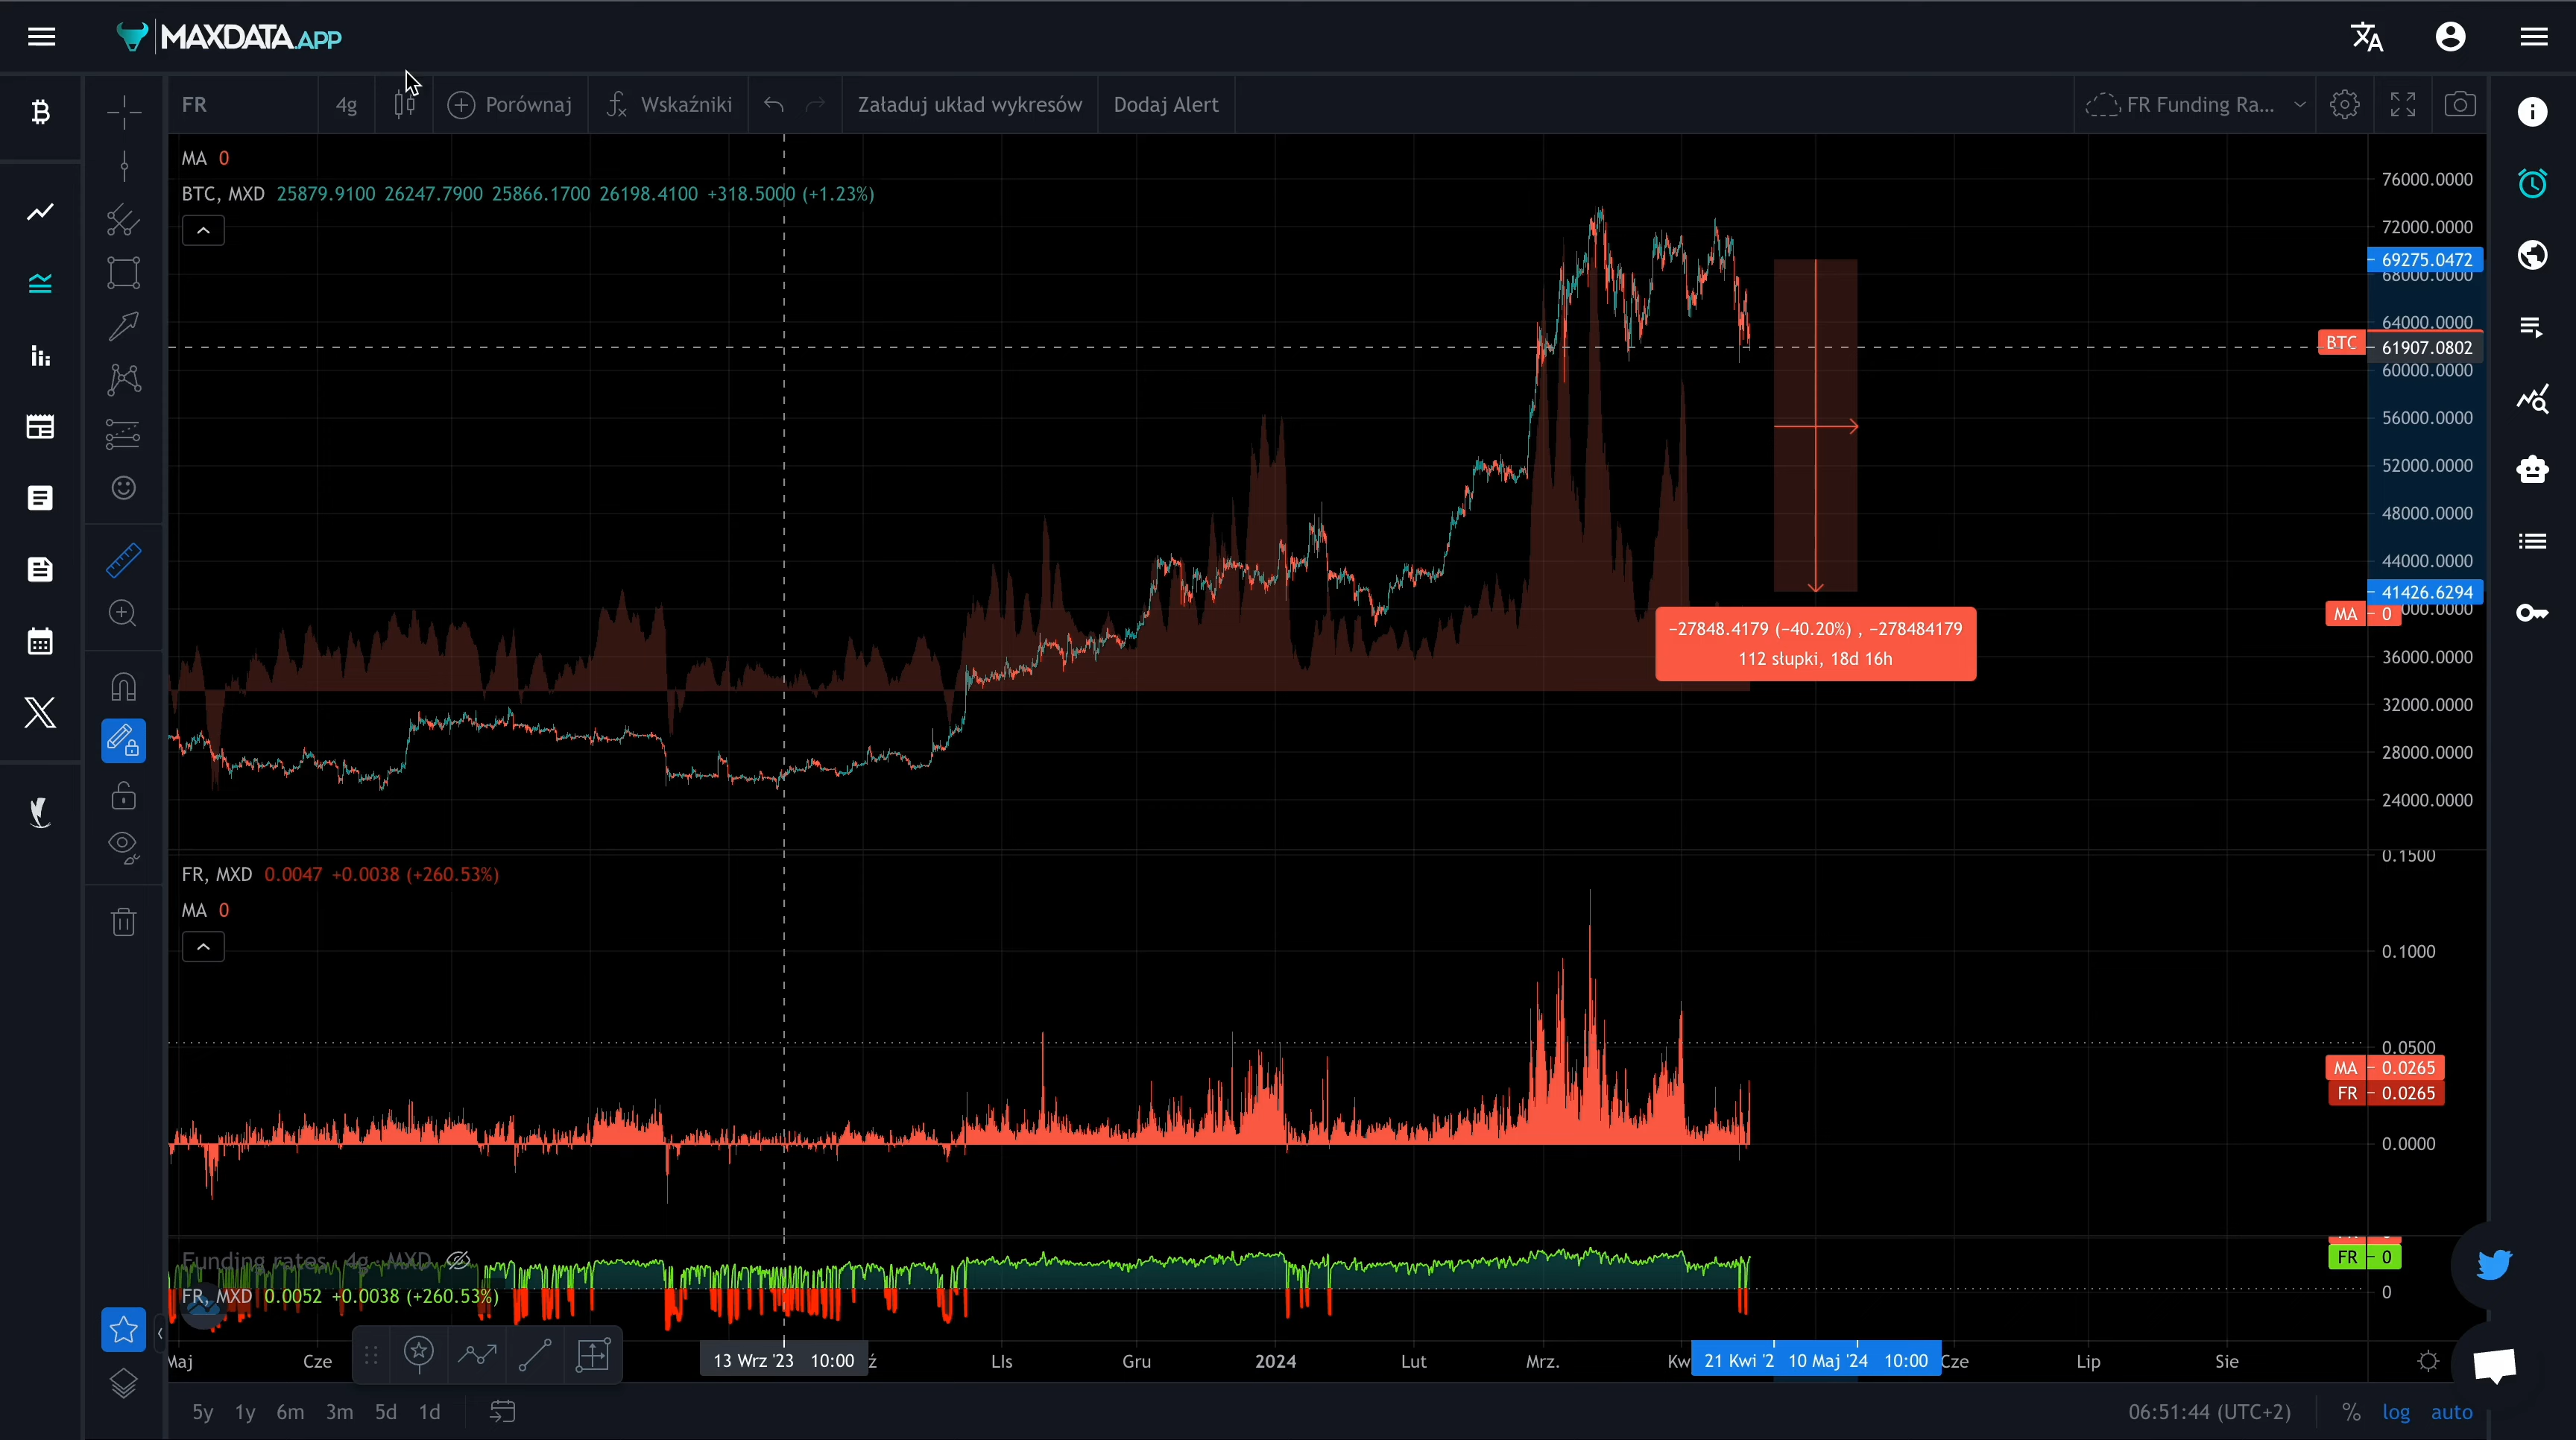 MAXDATA.APP
FR 4g Porównaj Wskaźniki Załaduj układ wykresów Dodaj Alert FR Funding Ra...
MA 0
BTC, MXD 25879.9100 26247.7900 25866.1700 26198.4100 +318.5000 (+1.23%)
76000.0000
72000.0000
69275.0472
68000.0000
64000.0000
BTC 61907.0802
60000.0000
56000.0000
52000.0000
48000.0000
44000.0000
41426.6294
MA 0
36000.0000
32000.0000
28000.0000
24000.0000
-27848.4179 (-40.20%) , -278484179
112 słupki, 18d 16h
FR, MXD 0.0047 +0.0038 (+260.53%)
MA 0
0.1500
0.1000
0.0500
MA 0.0265
FR 0.0265
0.0000
Funding rates 4g MXD
FR, MXD 0.0052 +0.0038 (+260.53%)
FR 0
0
Maj Cze 13 Wrz '23 10:00 LIs Gru 2024 Lut Mrz. Kw 21 Kwi '2 10 Maj '24 10:00 Cze Lip Sie
5y 1y 6m 3m 5d 1d 06:51:44 (UTC+2) % log auto